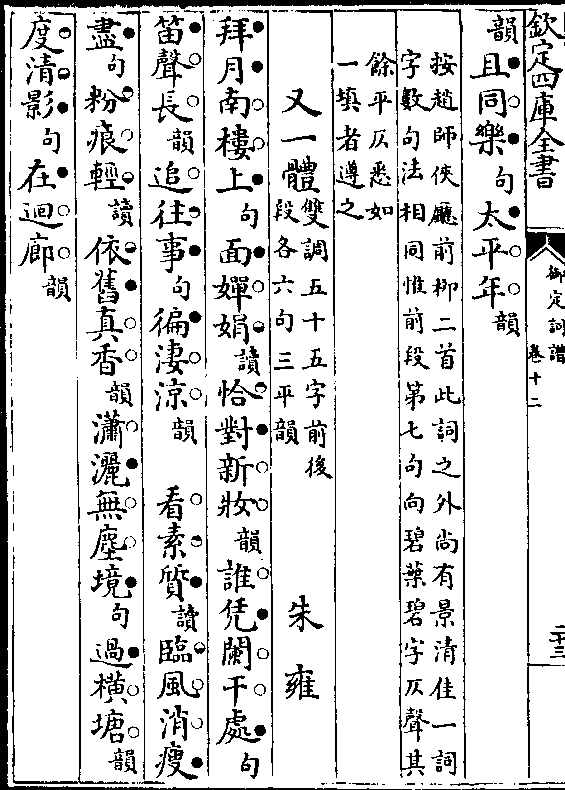 欽定四庫全書
御定詞譜
卷十二
二十三
韻且同樂句太平年韻
按趙師俠廳前柳二首此詞之外尚有景清佳一詞
字數句法相同惟前段第七句向碧葉碧字仄聲其
餘平仄悉如
一填者遵之
又一體
雙調五十五字前後
段各六句三平韻
朱雍
拜月南樓上句面嬋娟讀恰對新妝韻誰凭闌干處句
笛聲長韻追往事句徧淒涼韻 看素質讀臨風消瘦
盡句粉痕輕讀依舊真香韻瀟灑無塵境句過橫塘韻
度清影句在迴廊韻